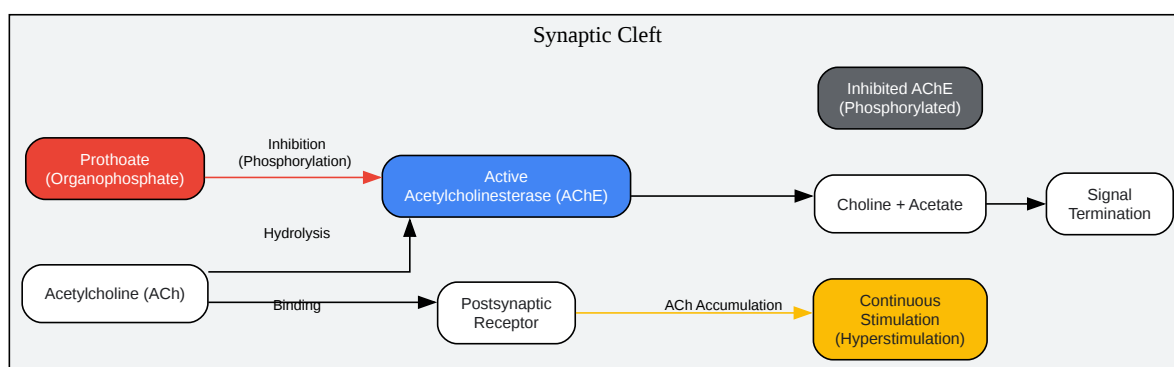 Synaptic Cleft
Inhibited AChE
(Phosphorylated)
Prothoate
(Organophosphate)
Inhibition
(Phosphorylation)
Active
Acetylcholinesterase (AChE)
Choline + Acetate
Signal
Termination
Hydrolysis
Acetylcholine (ACh)
Binding
Postsynaptic
Receptor
ACh Accumulation
Continuous
Stimulation
(Hyperstimulation)